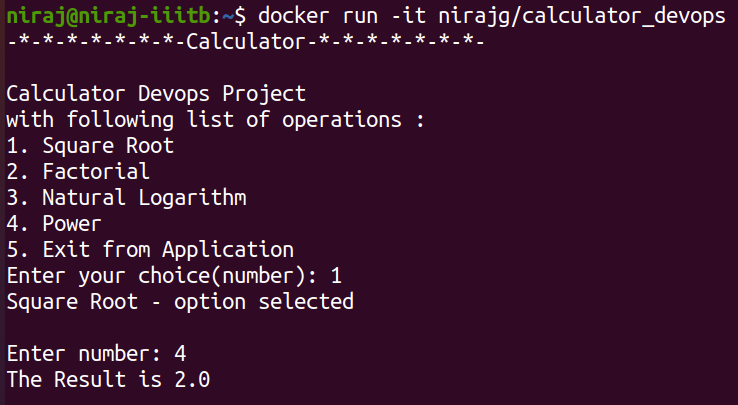 niraj@niraj-iiitb:~$ docker run -it nirajg/calculator_devops
-*-*-*-*-*-*-*-Calculator-*-*-*-*-*-*-*-
Calculator Devops Project
with following list of operations :
1. Square Root
2. Factorial
3. Natural Logarithm
4. Power
5. Exit from Application
Enter your choice(number): 1
Square Root - option selected
Enter number: 4
The Result is 2.0